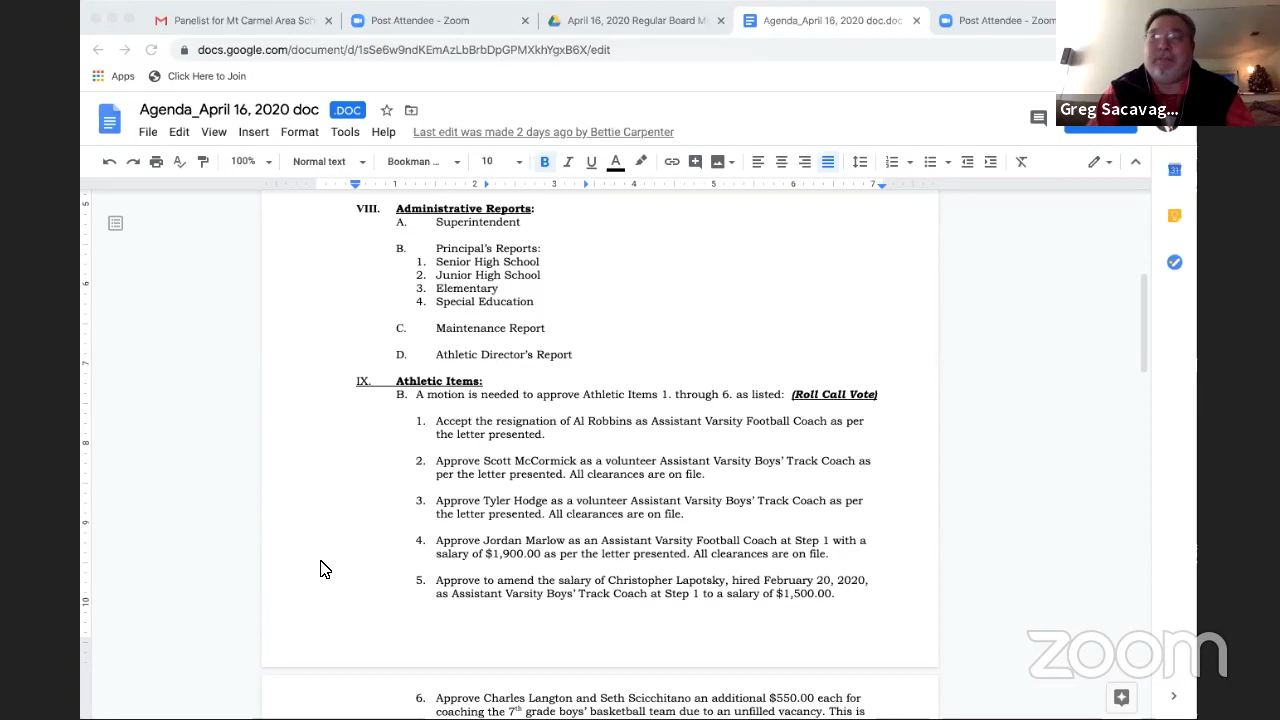 Panelist for Mt Carmel Area Sch
Post Attendee - Zoom
April 16, 2020 Regular Board M
Agenda_April 16, 2020 doc.doc
Post Attendee - Zoom
docs.google.com/document/d/1sSe6w9ndKEmAzLbBrbDpGPMXkhYgxB6X/edit
Apps Click Here to Join
Greg Sacavag...
Agenda_April 16, 2020 doc .DOC
File Edit View Insert Format Tools Help Last edit was made 2 days ago by Bettie Carpenter
100% Normal text Bookman ... 10 B I U A
1 2 3 4 5 6 7
VIII. Administrative Reports:
A. Superintendent
B. Principal's Reports:
1. Senior High School
2. Junior High School
3. Elementary
4. Special Education
C. Maintenance Report
D. Athletic Director's Report
IX. Athletic Items:
B. A motion is needed to approve Athletic Items 1. through 6. as listed: (Roll Call Vote)
1. Accept the resignation of Al Robbins as Assistant Varsity Football Coach as per
the letter presented.
2. Approve Scott McCormick as a volunteer Assistant Varsity Boys' Track Coach as
per the letter presented. All clearances are on file.
3. Approve Tyler Hodge as a volunteer Assistant Varsity Boys' Track Coach as per
the letter presented. All clearances are on file.
4. Approve Jordan Marlow as an Assistant Varsity Football Coach at Step 1 with a
salary of $1,900.00 as per the letter presented. All clearances are on file.
5. Approve to amend the salary of Christopher Lapotsky, hired February 20, 2020,
as Assistant Varsity Boys' Track Coach at Step 1 to a salary of $1,500.00.
6. Approve Charles Langton and Seth Scicchitano an additional $550.00 each for
coaching the 7th grade boys' basketball team due to an unfilled vacancy. This is
zoom